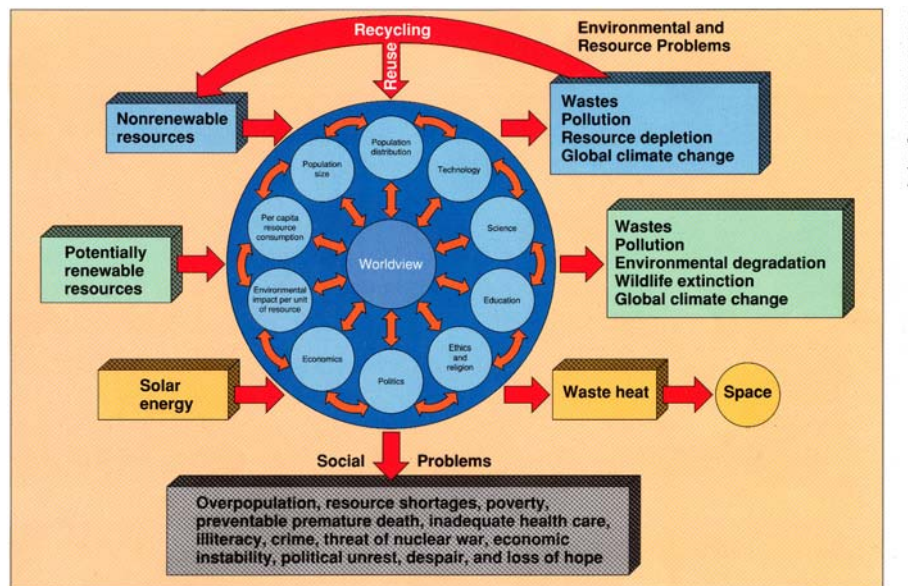 Recycling
Reuse
Environmental and
Resource Problems
Nonrenewable
resources
Wastes
Pollution
Resource depletion
Global climate change
Population
distribution
Population
size
Technology
Per capita
resource
consumption
Science
Worldview
Potentially
renewable
resources
Wastes
Pollution
Environmental degradation
Wildlife extinction
Global climate change
Environmental
impact per unit
of resource
Education
Economics
Politics
Ethics
and
religion
Solar
energy
Waste heat
Space
Social Problems
Overpopulation, resource shortages, poverty,
preventable premature death, inadequate health care,
illiteracy, crime, threat of nuclear war, economic
instability, political unrest, despair, and loss of hope